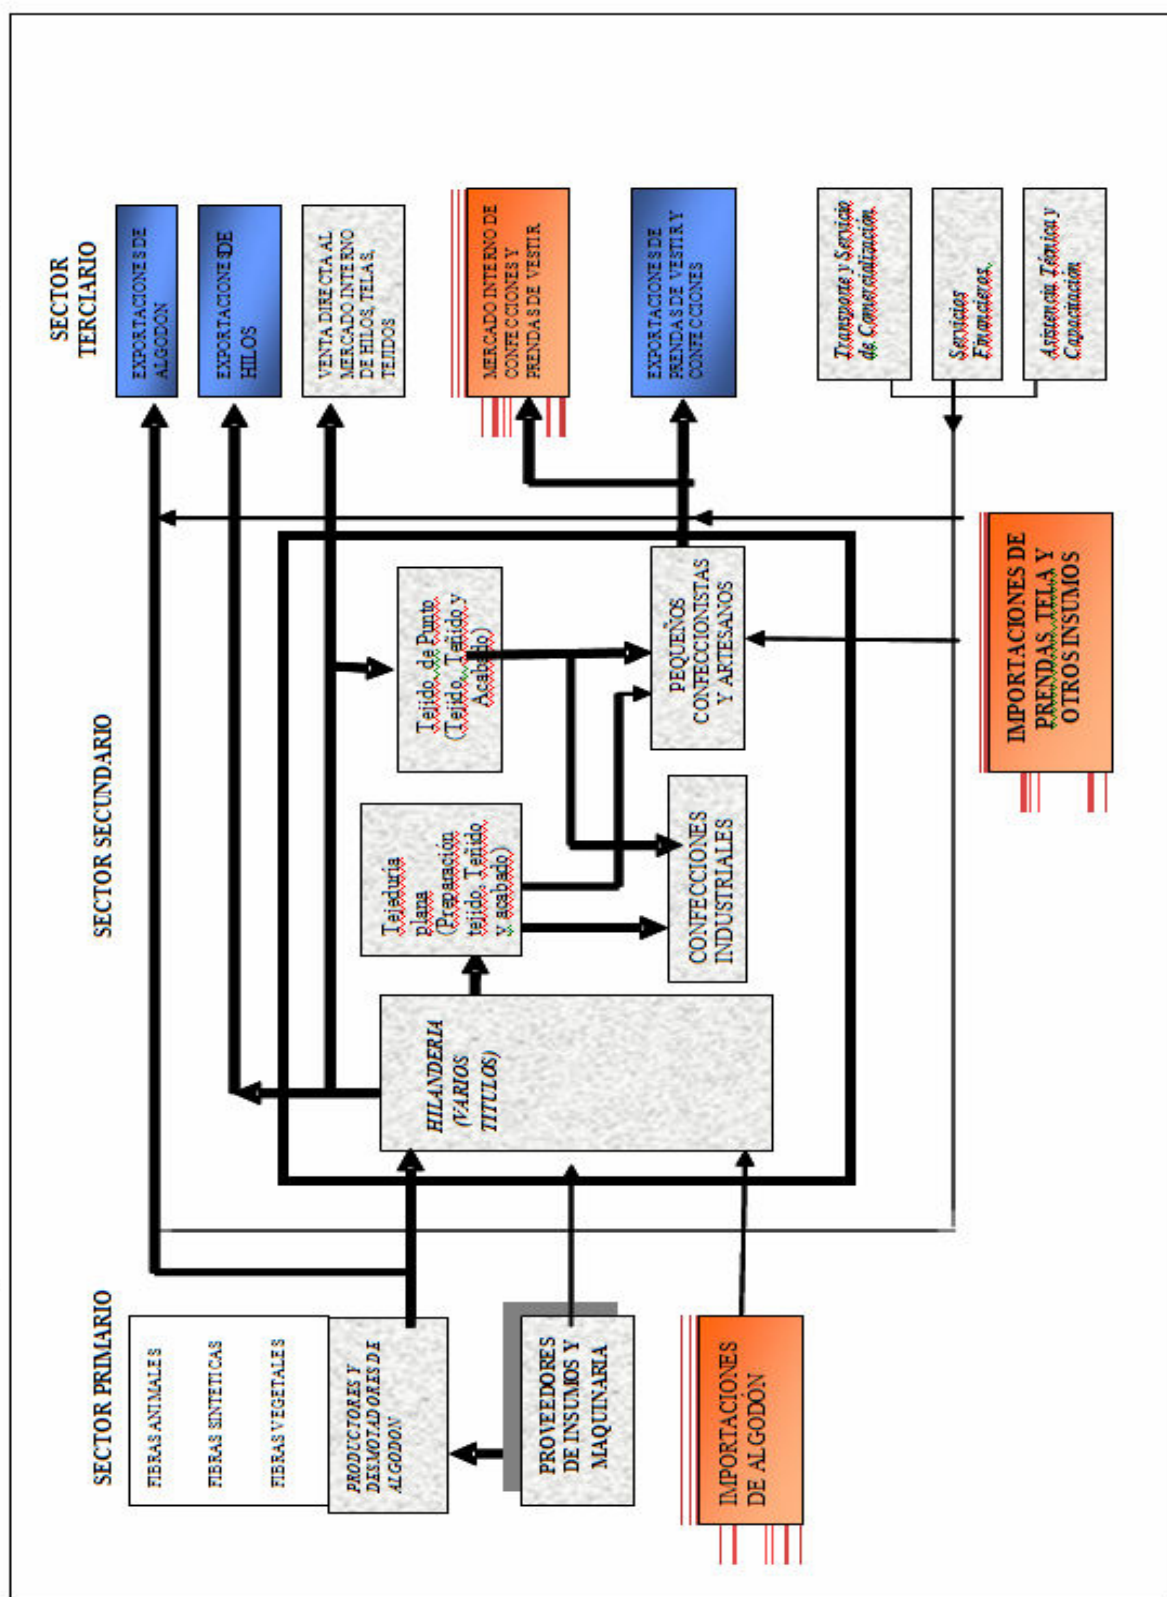 SECTOR PRIMARIO
FIBRAS ANIMALES
FIBRAS SINTETICAS
FIBRAS VEGETALES
PRODUCTORES Y
DESMOTADORES DE
ALGODON
PROVEEDORES
DE INSUMOS Y
MAQUINARIA
IMPORTACIONES
DE ALGODÓN
SECTOR SECUNDARIO
HILANDERIA
(VARIOS
TITULOS)
Tejeduria
plana
(Preparación
tejido, Teñido
y acabado)
Tejido de Punto
(Tejido, Teñido y
Acabado)
CONFECCIONES
INDUSTRIALES
PEQUEÑOS
CONFECCIONISTAS
Y ARTESANOS
IMPORTACIONES DE
PRENDAS, TELA Y
OTROS INSUMOS
SECTOR
TERCIARIO
EXPORTACIONES DE
ALGODÓN
EXPORTACIONES DE
HILOS
VENTA DIRECTA AL
MERCADO INTERNO
DE HILOS, TELAS,
TEJIDOS
MERCADO INTERNO DE
CONFECCIONES Y
PRENDAS DE VESTIR
EXPORTACIONES DE
PRENDAS DE VESTIR Y
CONFECCIONES
Transporte y Servicio
de Comercialización.
Servicios
Financieros.
Asistencia Técnica y
Capacitación